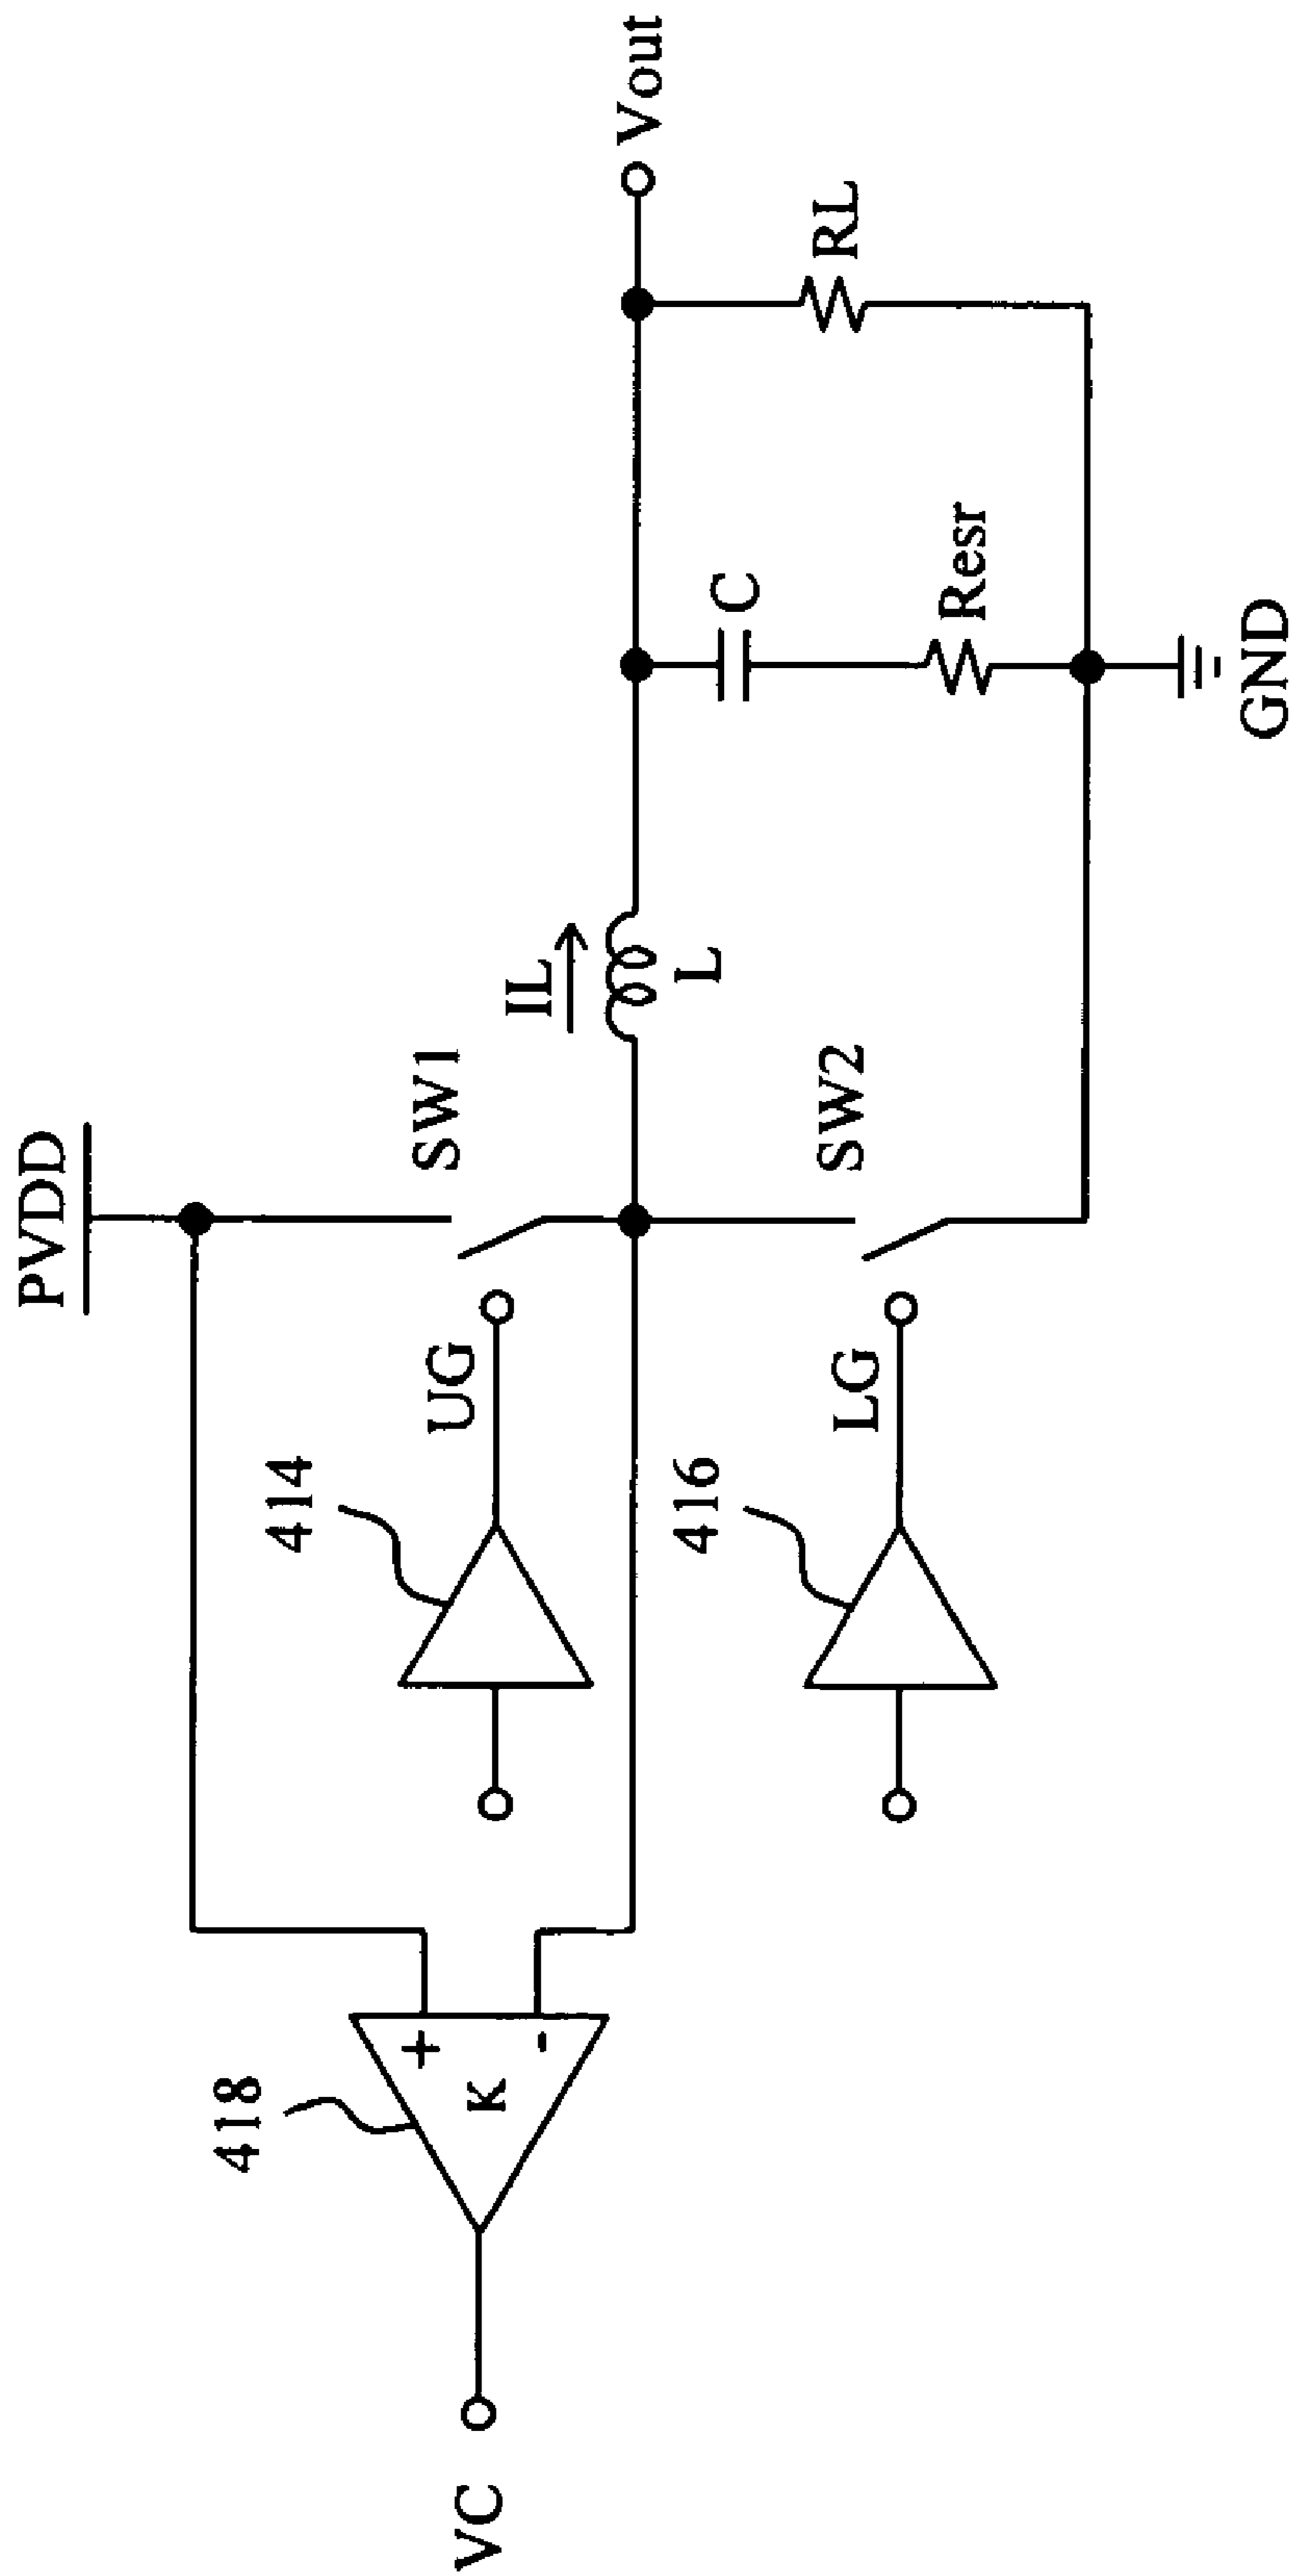 PVDD
418
+
K
-
VC
414
UG
SW1
IL
L
416
LG
SW2
C
Resr
RL
Vout
GND